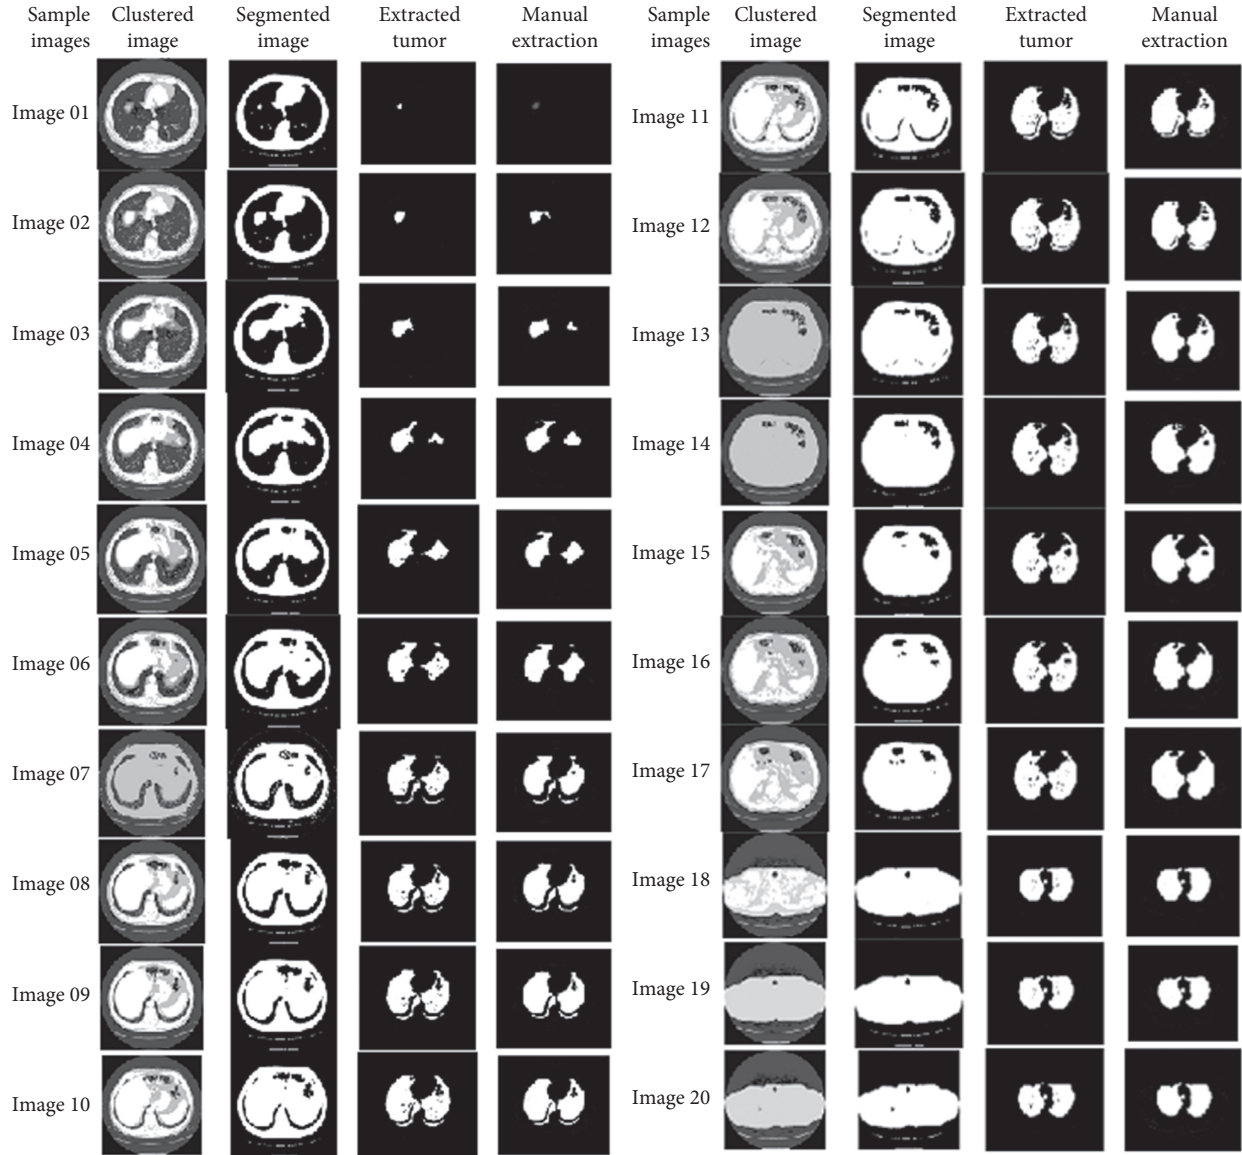 Sample Clustered Segmented Extracted Manual Sample Clustered Segmented Extracted Manual
images image image tumor extraction images image image tumor extraction
Image 01 Image 11
Image 02 Image 12
Image 03 Image 13
Image 04 Image 14
Image 05 Image 15
Image 06 Image 16
Image 07 Image 17
Image 08 Image 18
Image 09 Image 19
Image 10 Image 20